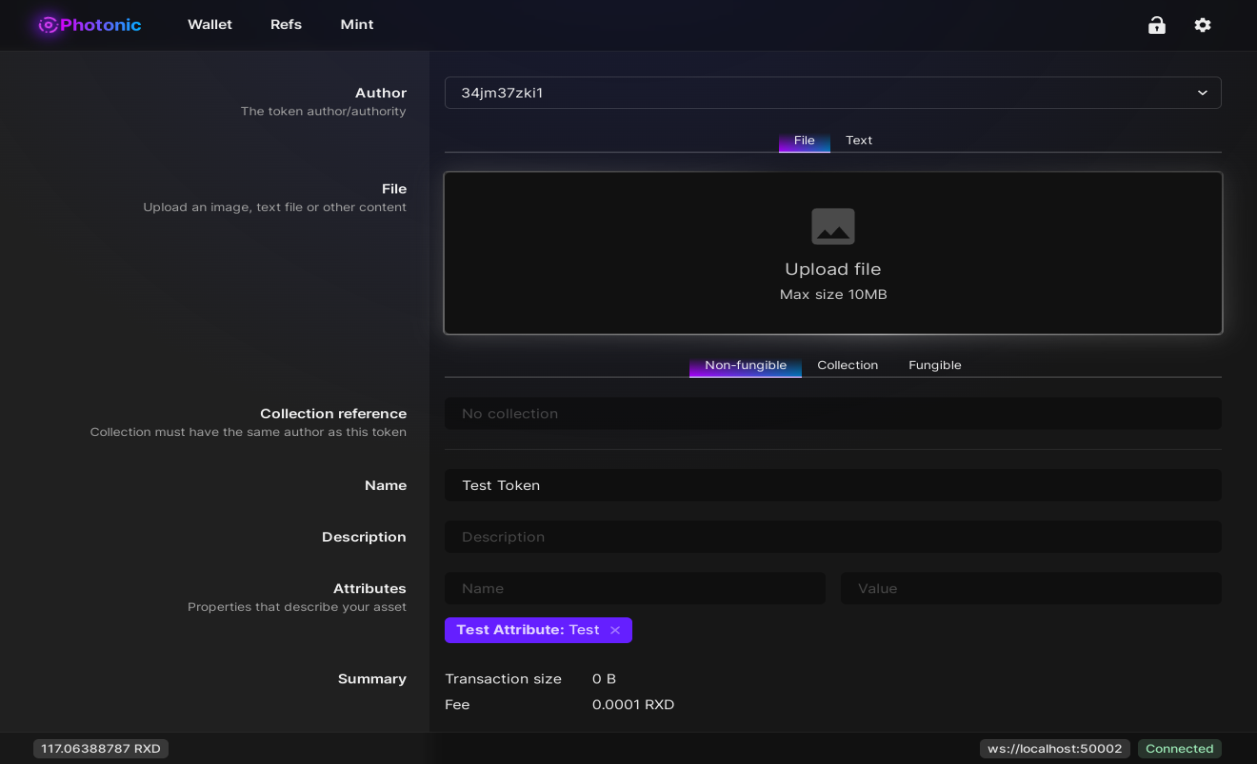 Photonic Wallet Refs Mint
Author
The token author/authority
34jm37zki1
File Text
File
Upload an image, text file or other content
Upload file
Max size 10MB
Non-fungible Collection Fungible
Collection reference
Collection must have the same author as this token
No collection
Name
Test Token
Description
Description
Attributes
Properties that describe your asset
Name Value
Test Attribute: Test ×
Summary
Transaction size 0 B
Fee 0.0001 RXD
117.06388787 RXD ws://localhost:50002 Connected